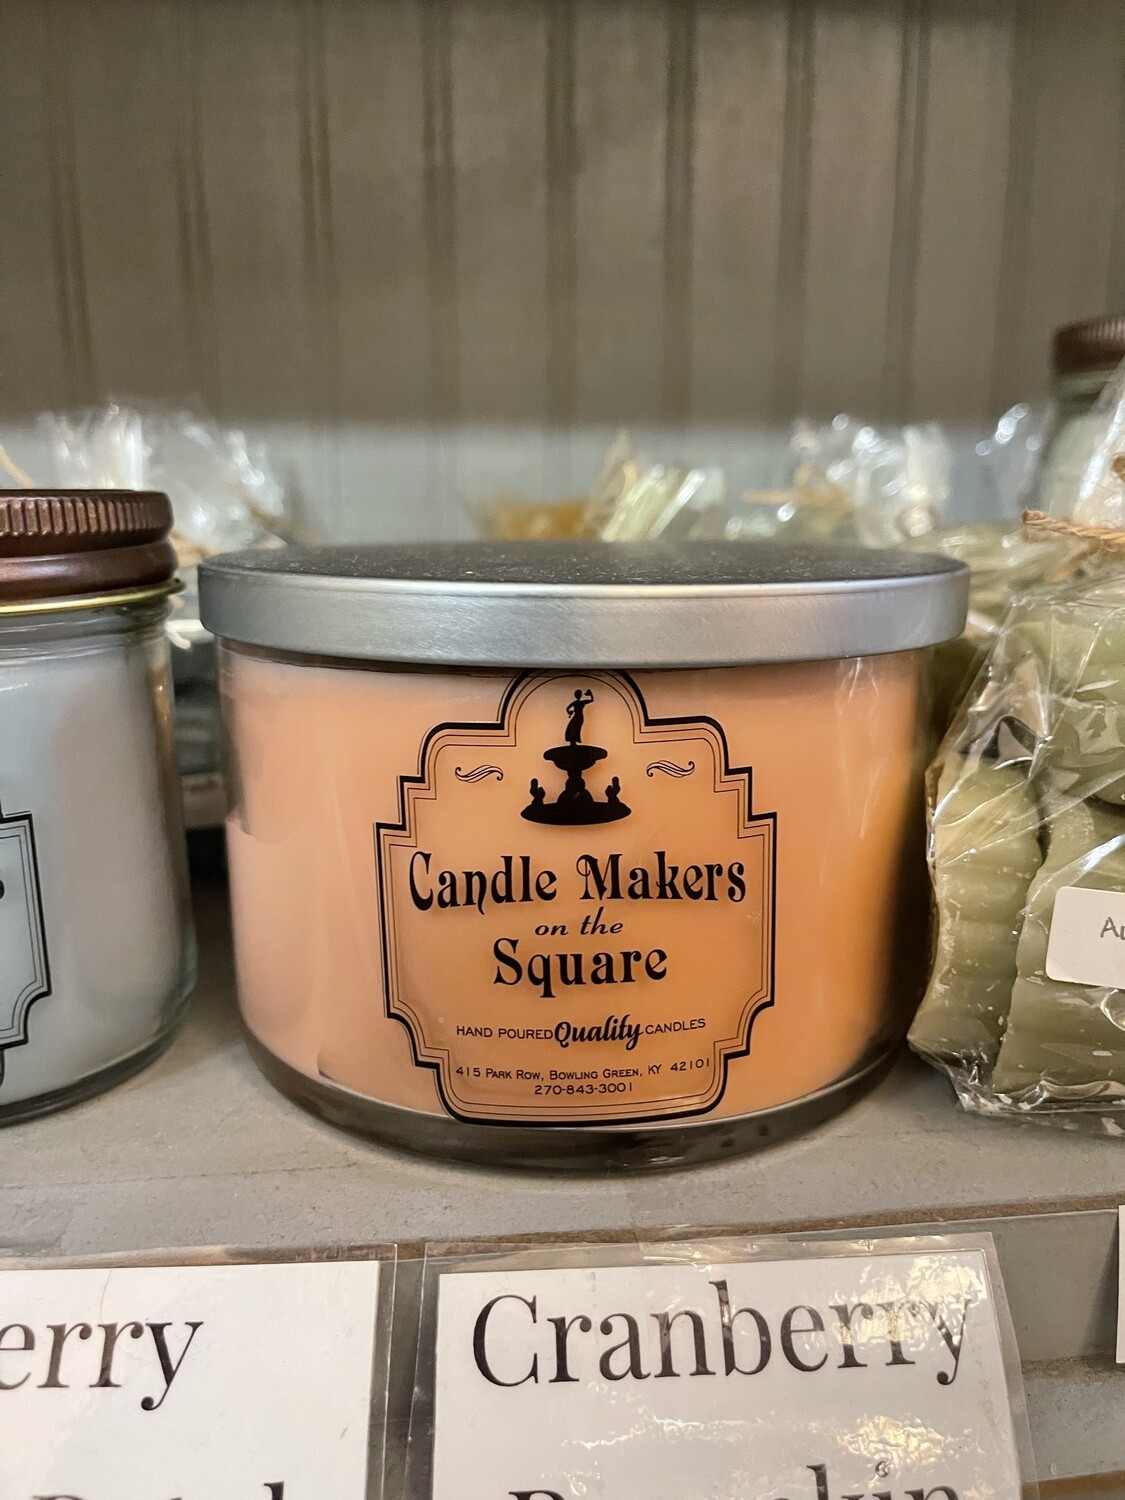 Candle Makers
on the
Square
HAND POURED Quality CANDLES
415 PARK ROW, BOWLING GREEN, KY 42101
270-843-3001
erry
Cranberry